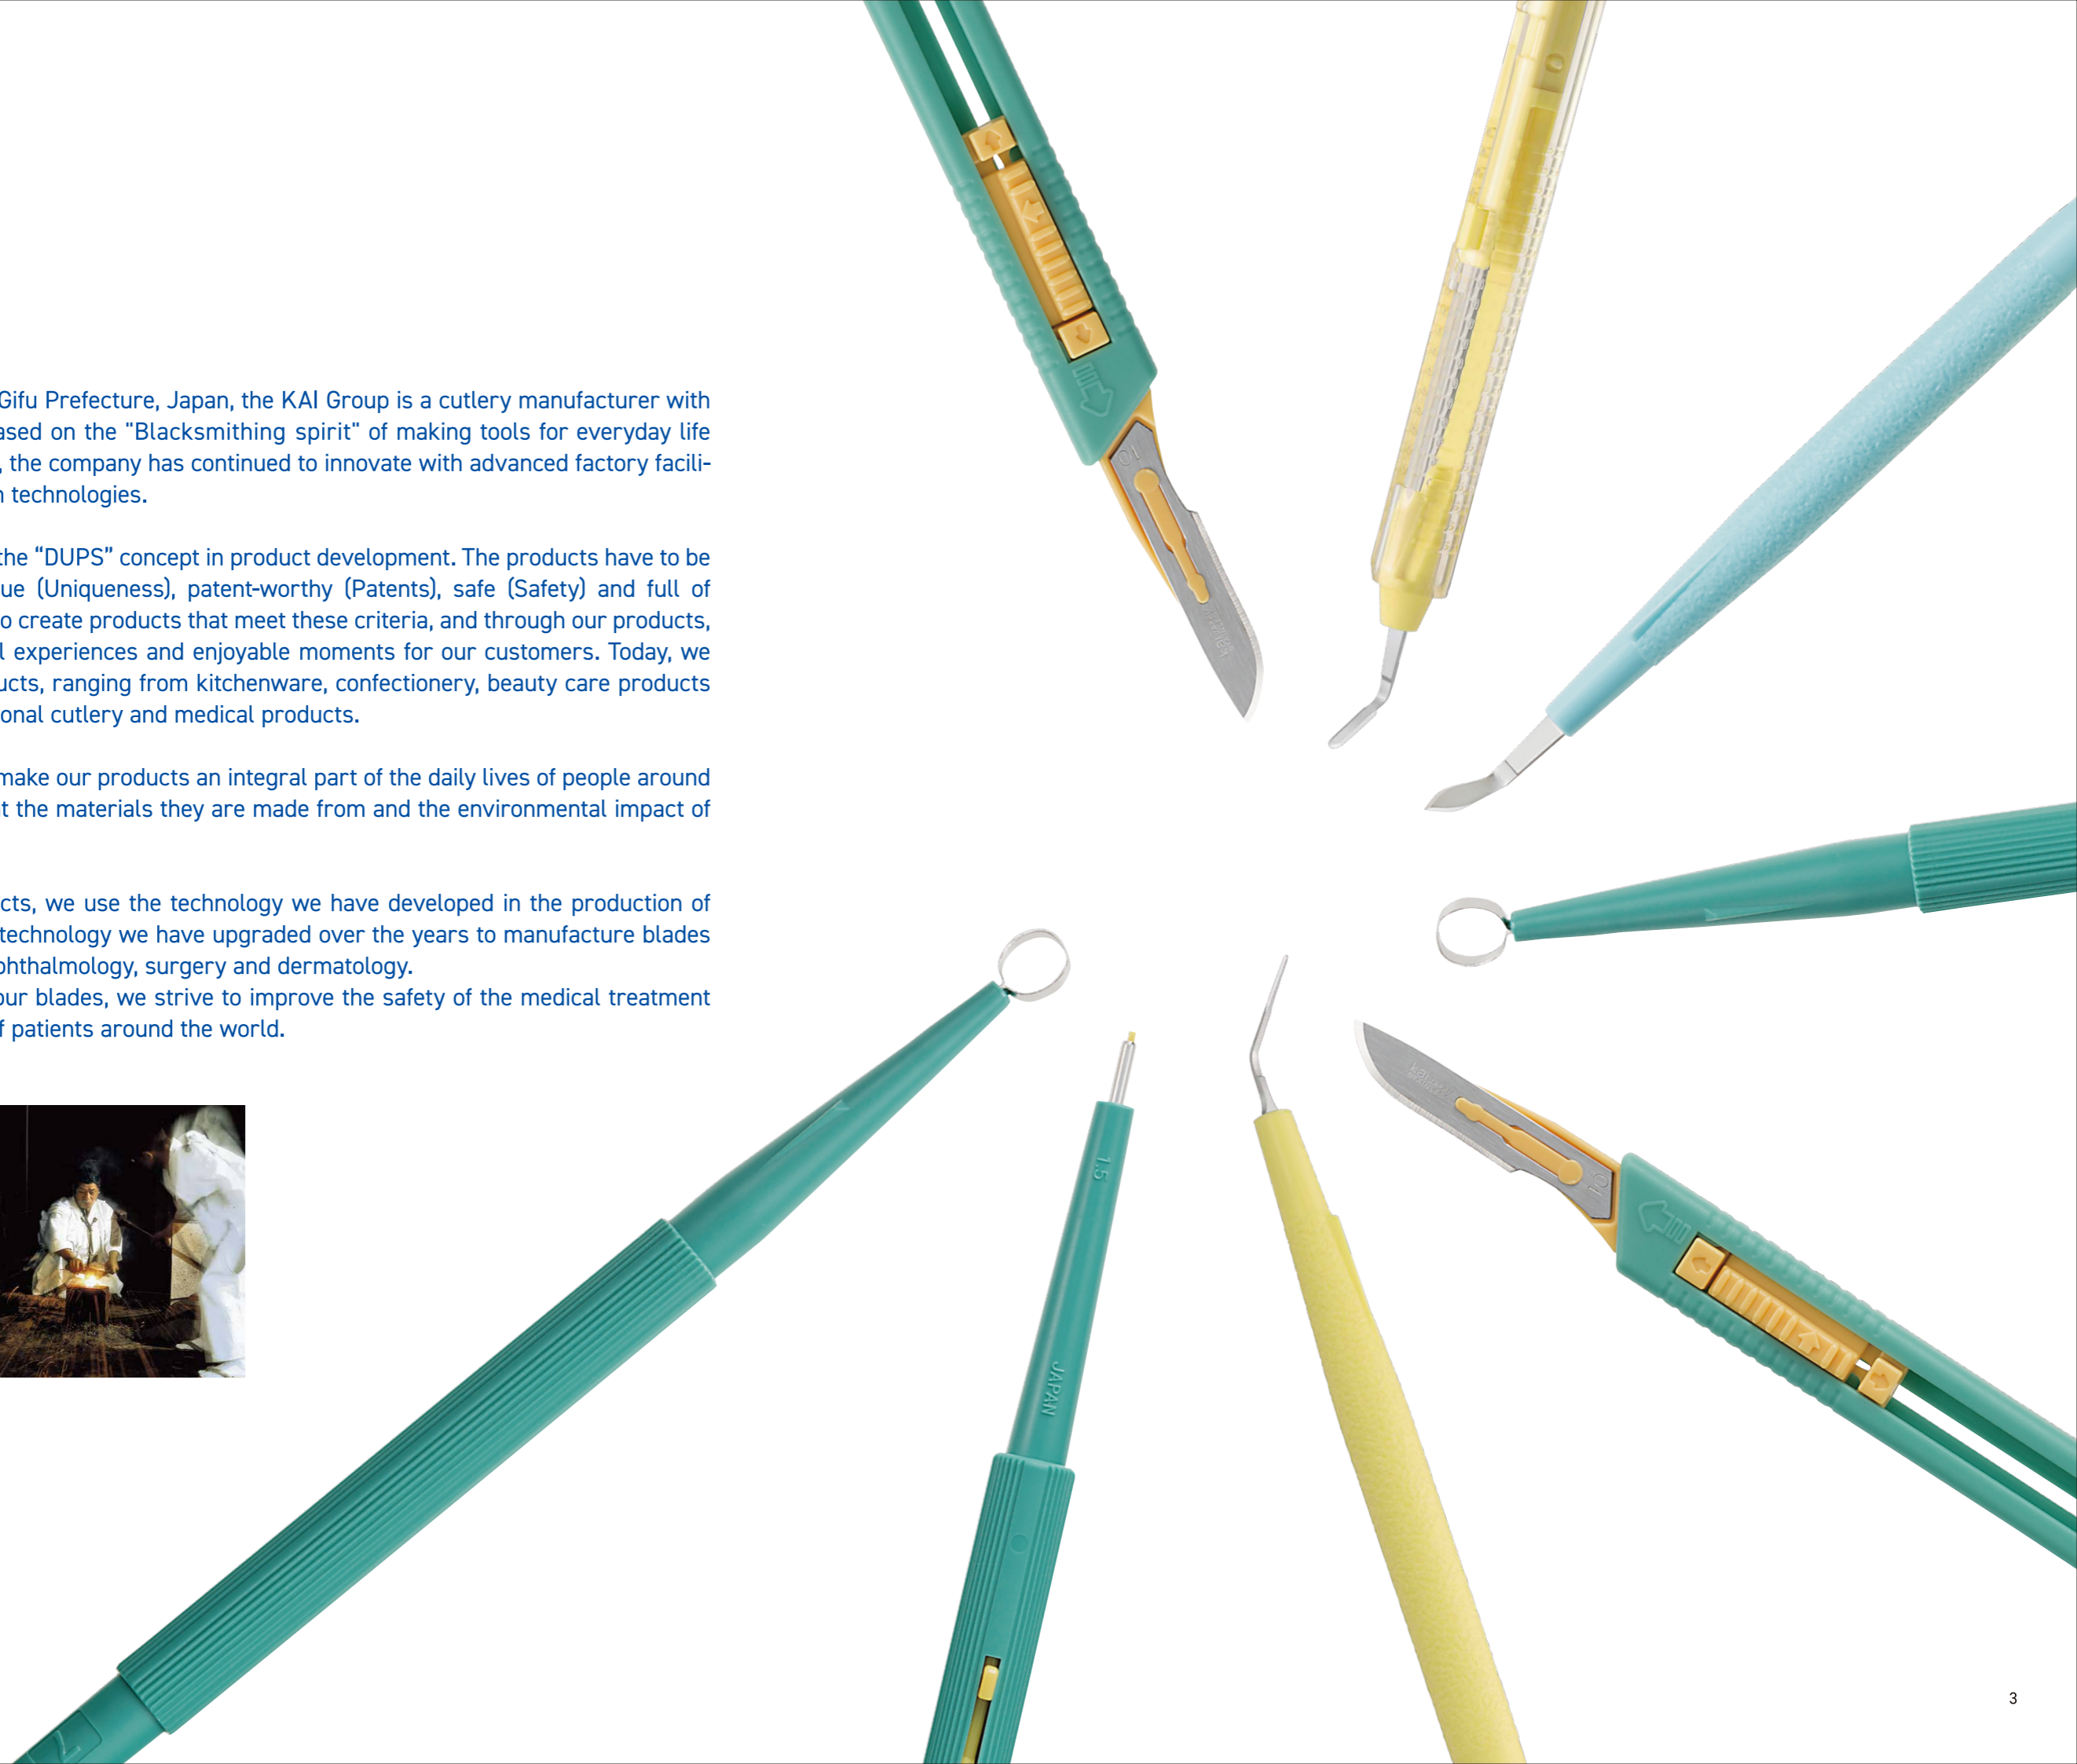 Gifu Prefecture, Japan, the KAI Group is a cutlery manufacturer with
ased on the "Blacksmithing spirit" of making tools for everyday life
, the company has continued to innovate with advanced factory facili-
n technologies.
the “DUPS” concept in product development. The products have to be
ue (Uniqueness), patent-worthy (Patents), safe (Safety) and full of
o create products that meet these criteria, and through our products,
l experiences and enjoyable moments for our customers. Today, we
ucts, ranging from kitchenware, confectionery, beauty care products
onal cutlery and medical products.
make our products an integral part of the daily lives of people around
t the materials they are made from and the environmental impact of
cts, we use the technology we have developed in the production of
technology we have upgraded over the years to manufacture blades
phthalmology, surgery and dermatology.
our blades, we strive to improve the safety of the medical treatment
f patients around the world.
10
1.5
JAPAN
10
7
3